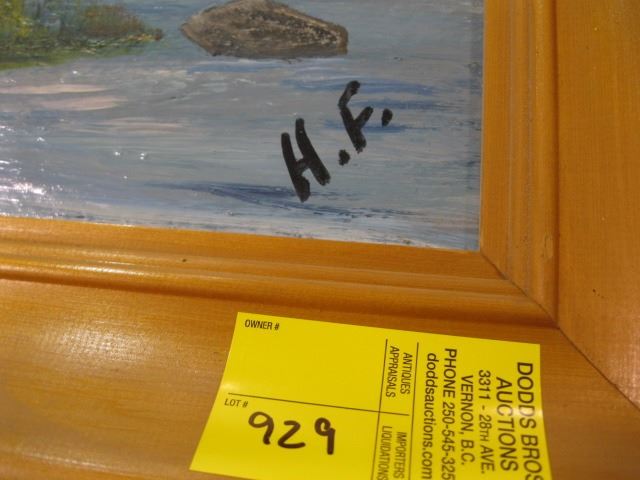 H.F.
OWNER #
LOT #
929
ANTIQUES
APPRAISALS
IMPORTERS
LIQUIDATIONS
DODDS BROS
AUCTIONS
3311 - 28TH AVE.
VERNON, B.C.
PHONE 250-545-325
doddsauctions.com